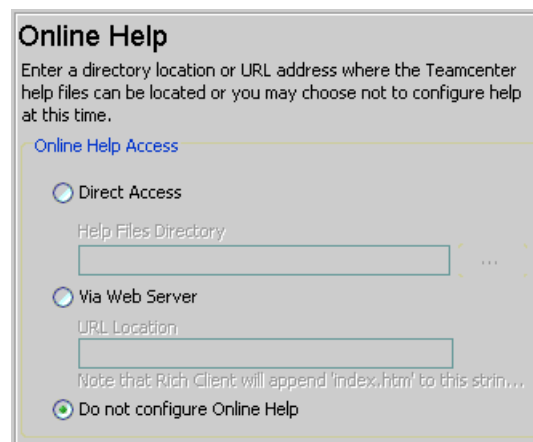 Online Help
Enter a directory location or URL address where the Teamcenter
help files can be located or you may choose not to configure help
at this time.
Online Help Access
Direct Access
Help Files Directory
...
Via Web Server
URL Location
Note that Rich Client will append 'index.htm' to this strin...
Do not configure Online Help